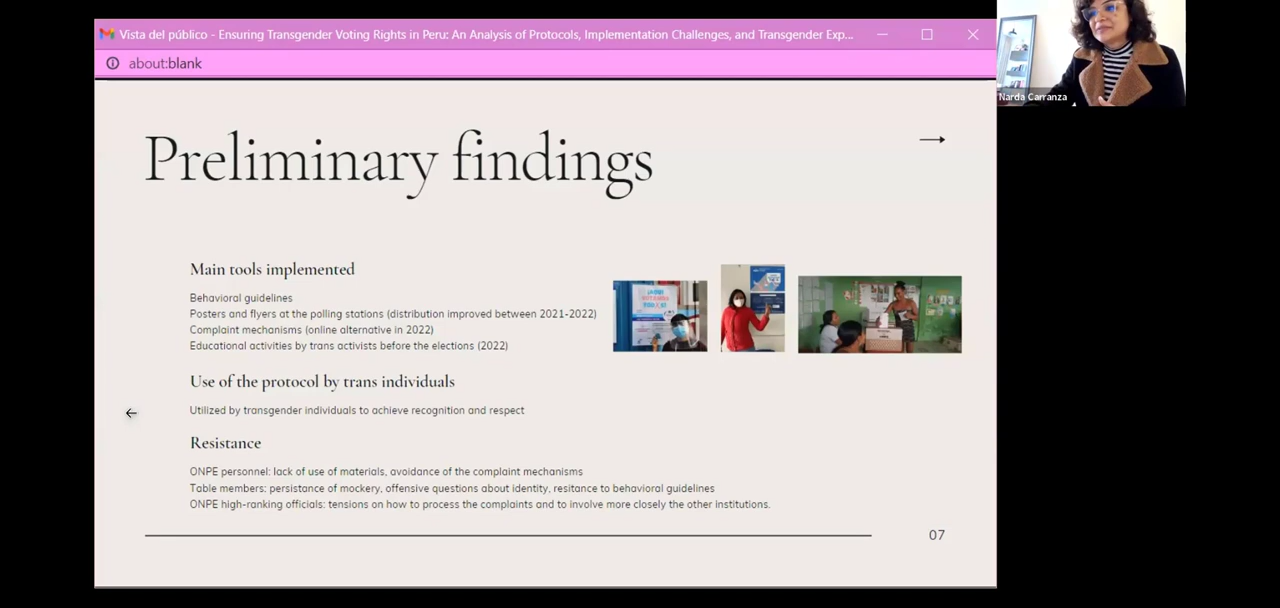 Vista del público - Ensuring Transgender Voting Rights in Peru: An Analysis of Protocols, Implementation Challenges, and Transgender Exp...
about:blank
Narda Carranza
Preliminary findings
Main tools implemented
Behavioral guidelines
Posters and flyers at the polling stations (distribution improved between 2021-2022)
Complaint mechanisms (online alternative in 2022)
Educational activities by trans activists before the elections (2022)
Use of the protocol by trans individuals
Utilized by transgender individuals to achieve recognition and respect
Resistance
ONPE personnel: lack of use of materials, avoidance of the complaint mechanisms
Table members: persistance of mockery, offensive questions about identity, resitance to behavioral guidelines
ONPE high-ranking officials: tensions on how to process the complaints and to involve more closely the other institutions.
07